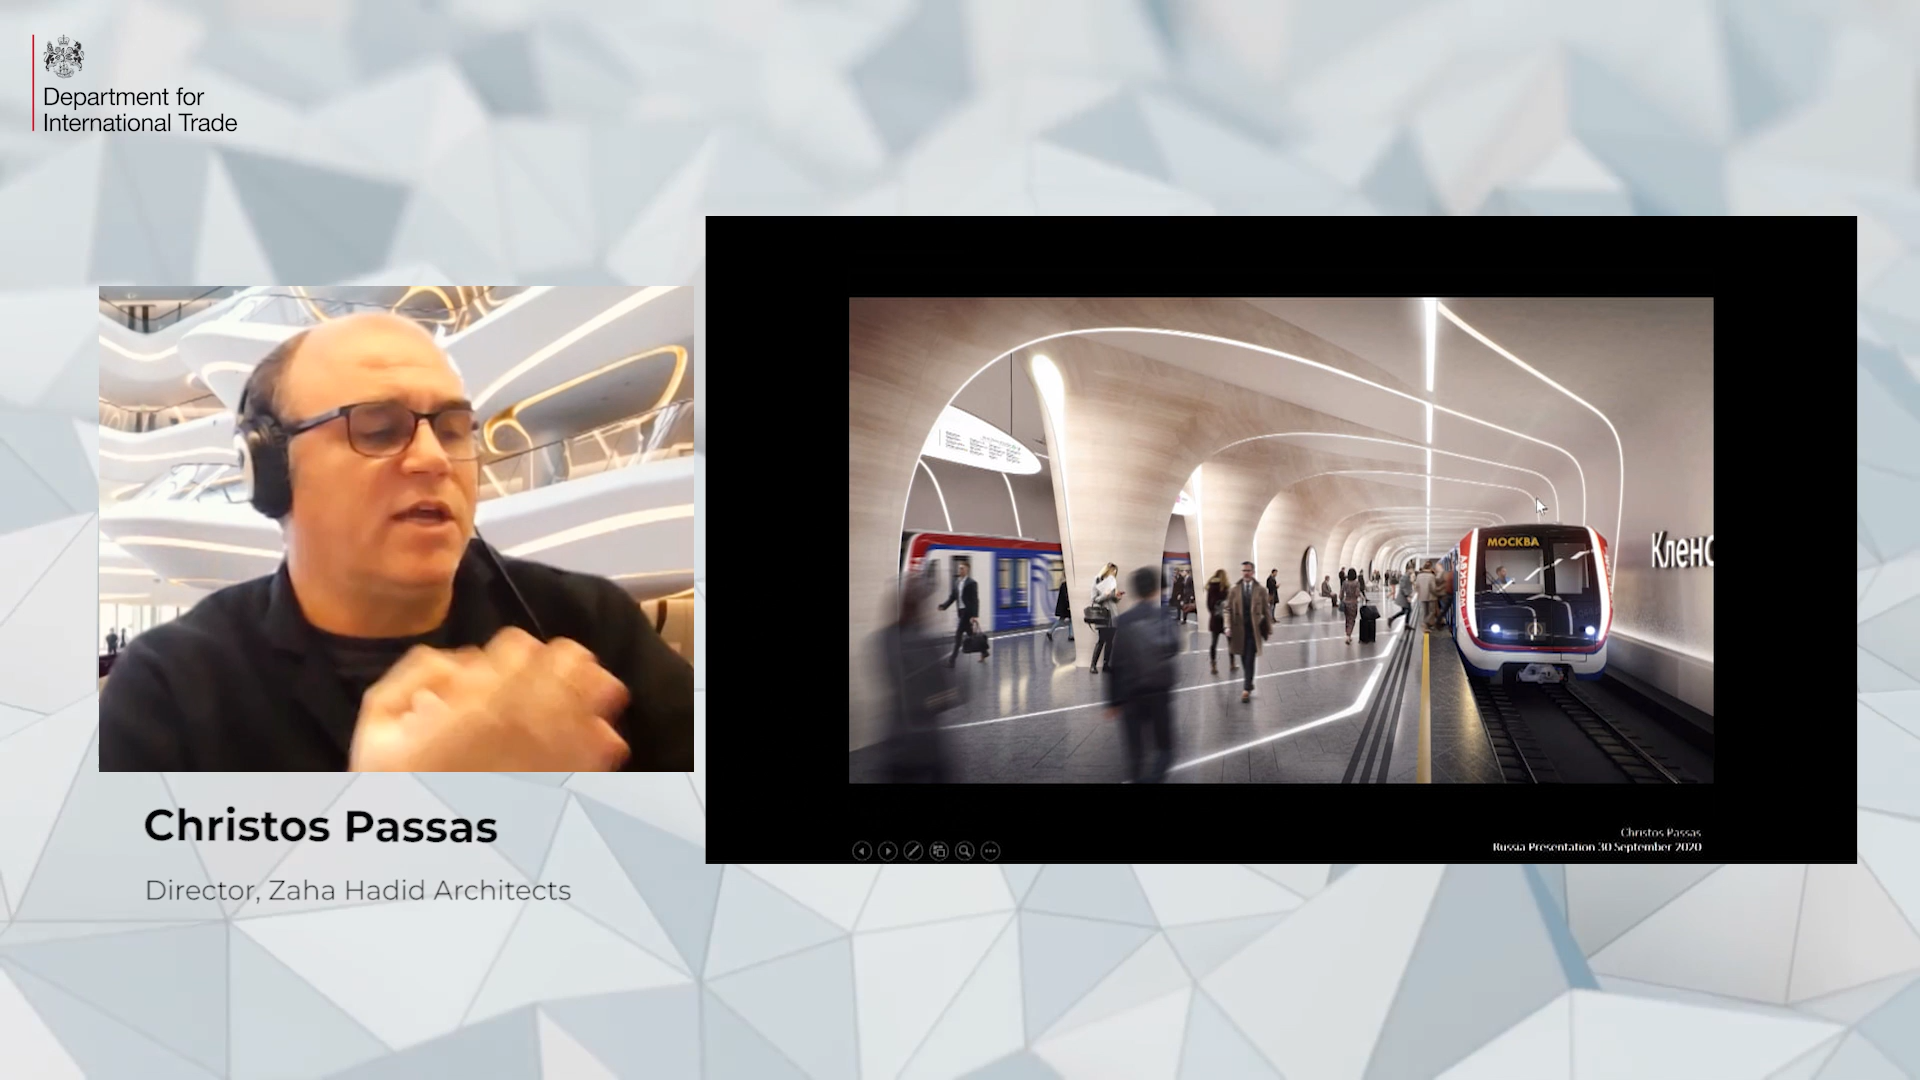 Department for
International Trade
МОСКВА
МОСКВА
Кленс
Christos Passas
Russia Presentation 30 September 2020
Christos Passas
Director, Zaha Hadid Architects